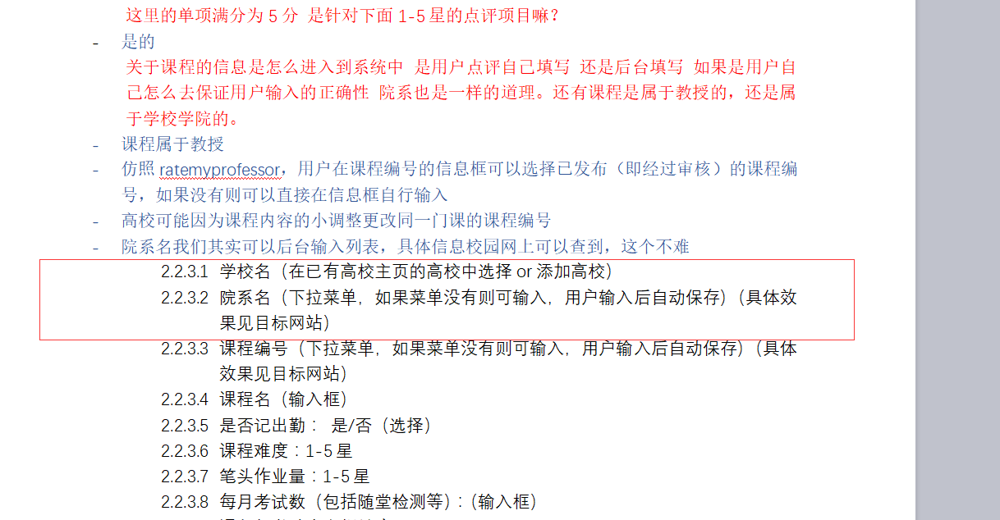 这里的单项满分为 5 分 是针对下面 1-5 星的点评项目嘛？
- 是的
关于课程的信息是怎么进入到系统中 是用户点评自己填写 还是后台填写 如果是用户自
己怎么去保证用户输入的正确性 院系也是一样的道理。还有课程是属于教授的，还是属
于学校学院的。
- 课程属于教授
- 仿照 ratemyprofessor，用户在课程编号的信息框可以选择已发布（即经过审核）的课程编
号，如果没有则可以直接在信息框自行输入
- 高校可能因为课程内容的小调整更改同一门课的课程编号
- 院系名我们其实可以后台输入列表，具体信息校园网上可以查到，这个不难
2.2.3.1 学校名（在已有高校主页的高校中选择 or 添加高校）
2.2.3.2 院系名（下拉菜单，如果菜单没有则可输入，用户输入后自动保存）（具体效
果见目标网站）
2.2.3.3 课程编号（下拉菜单，如果菜单没有则可输入，用户输入后自动保存）（具体
效果见目标网站）
2.2.3.4 课程名（输入框）
2.2.3.5 是否记出勤： 是/否（选择）
2.2.3.6 课程难度：1-5 星
2.2.3.7 笔头作业量：1-5 星
2.2.3.8 每月考试数（包括随堂检测等）：（输入框）